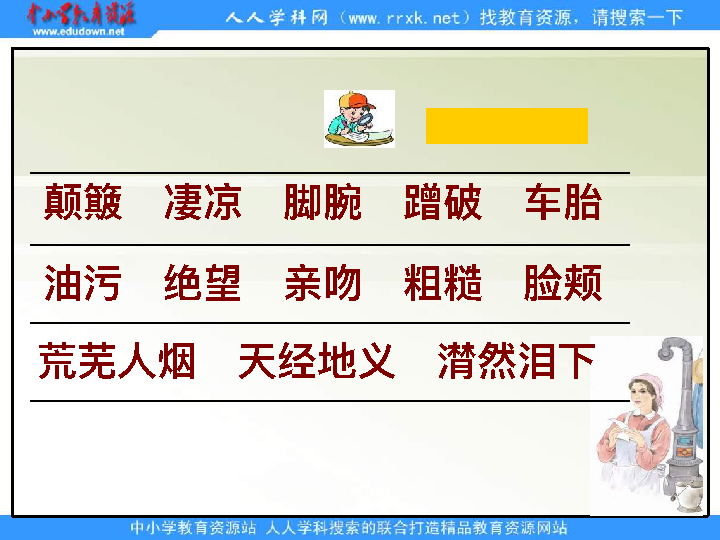 中小学教育资源
www.edudown.net
人人学科网（www.rrxk.net）找教育资源，请搜索一下
颠簸 凄凉 脚腕 蹭破 车胎
油污 绝望 亲吻 粗糙 脸颊
荒芜人烟 天经地义 潸然泪下
中小学教育资源站 人人学科搜索的联合打造精品教育资源网站